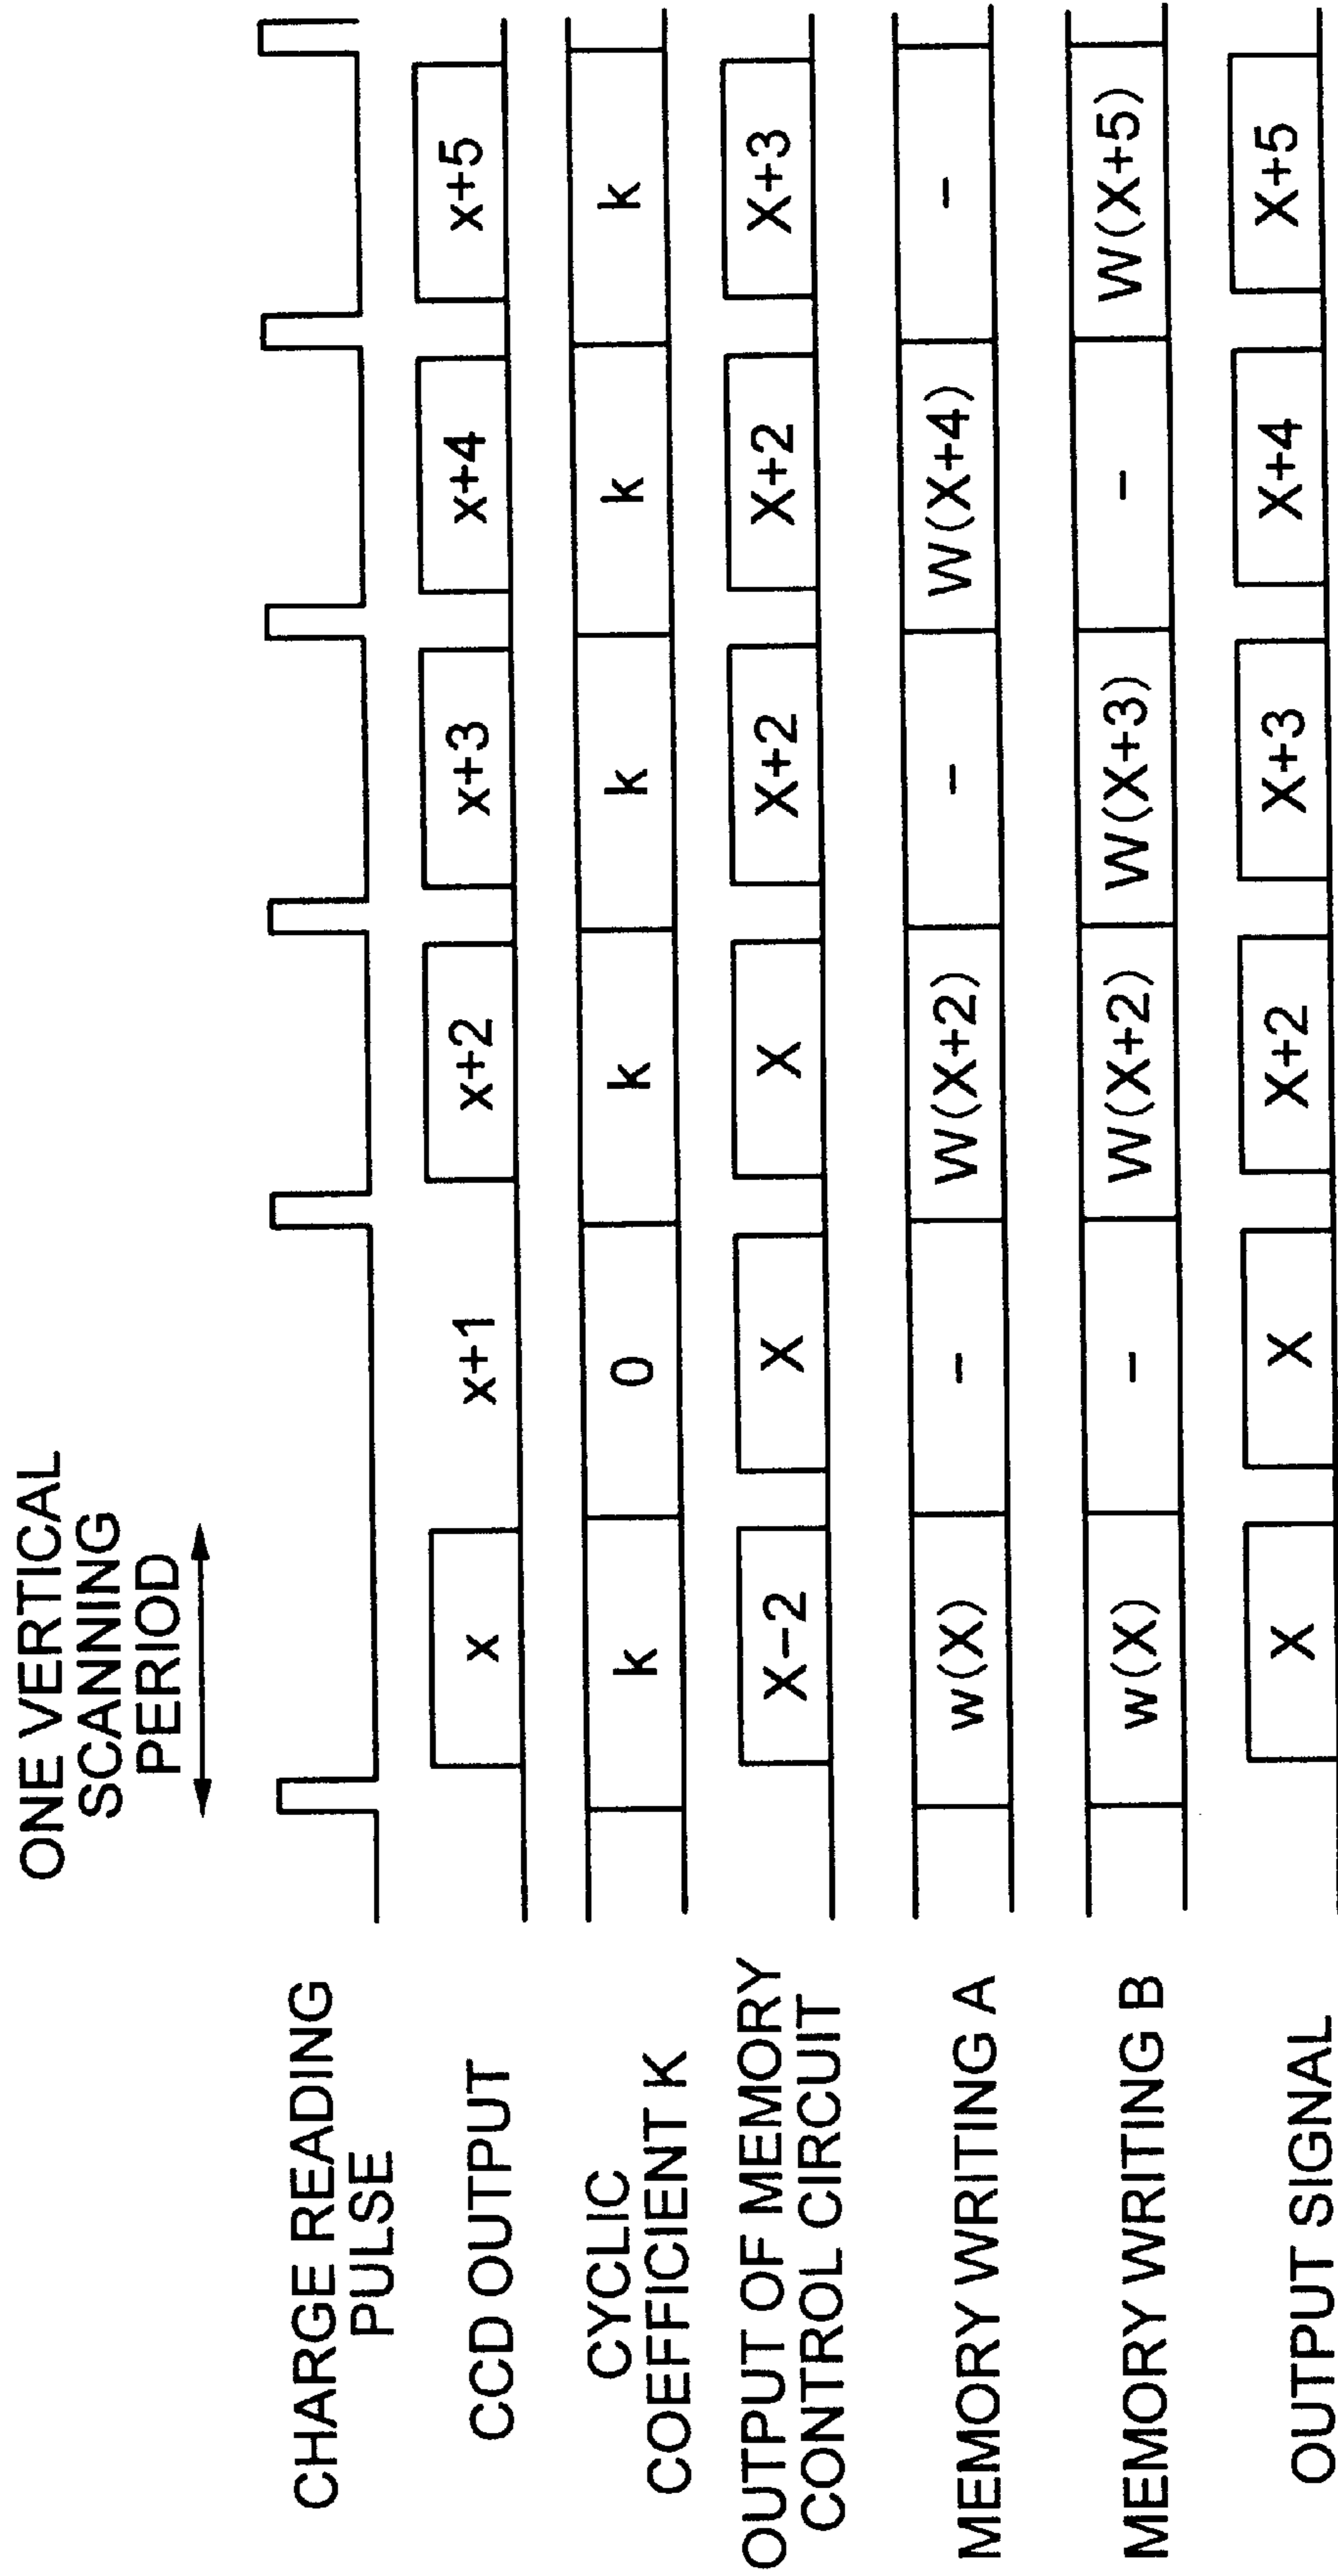 ONE VERTICAL
SCANNING
PERIOD
CHARGE READING
PULSE
CCD OUTPUT
x x+1 x+2 x+3 x+4 x+5
CYCLIC
COEFFICIENT K
k 0 k k k k
OUTPUT OF MEMORY
CONTROL CIRCUIT
X-2 X X X+2 X+2 X+3
MEMORY WRITING A
w(X) - W(X+2) - W(X+4) -
MEMORY WRITING B
w(X) - W(X+2) W(X+3) - W(X+5)
OUTPUT SIGNAL
X X X+2 X+3 X+4 X+5